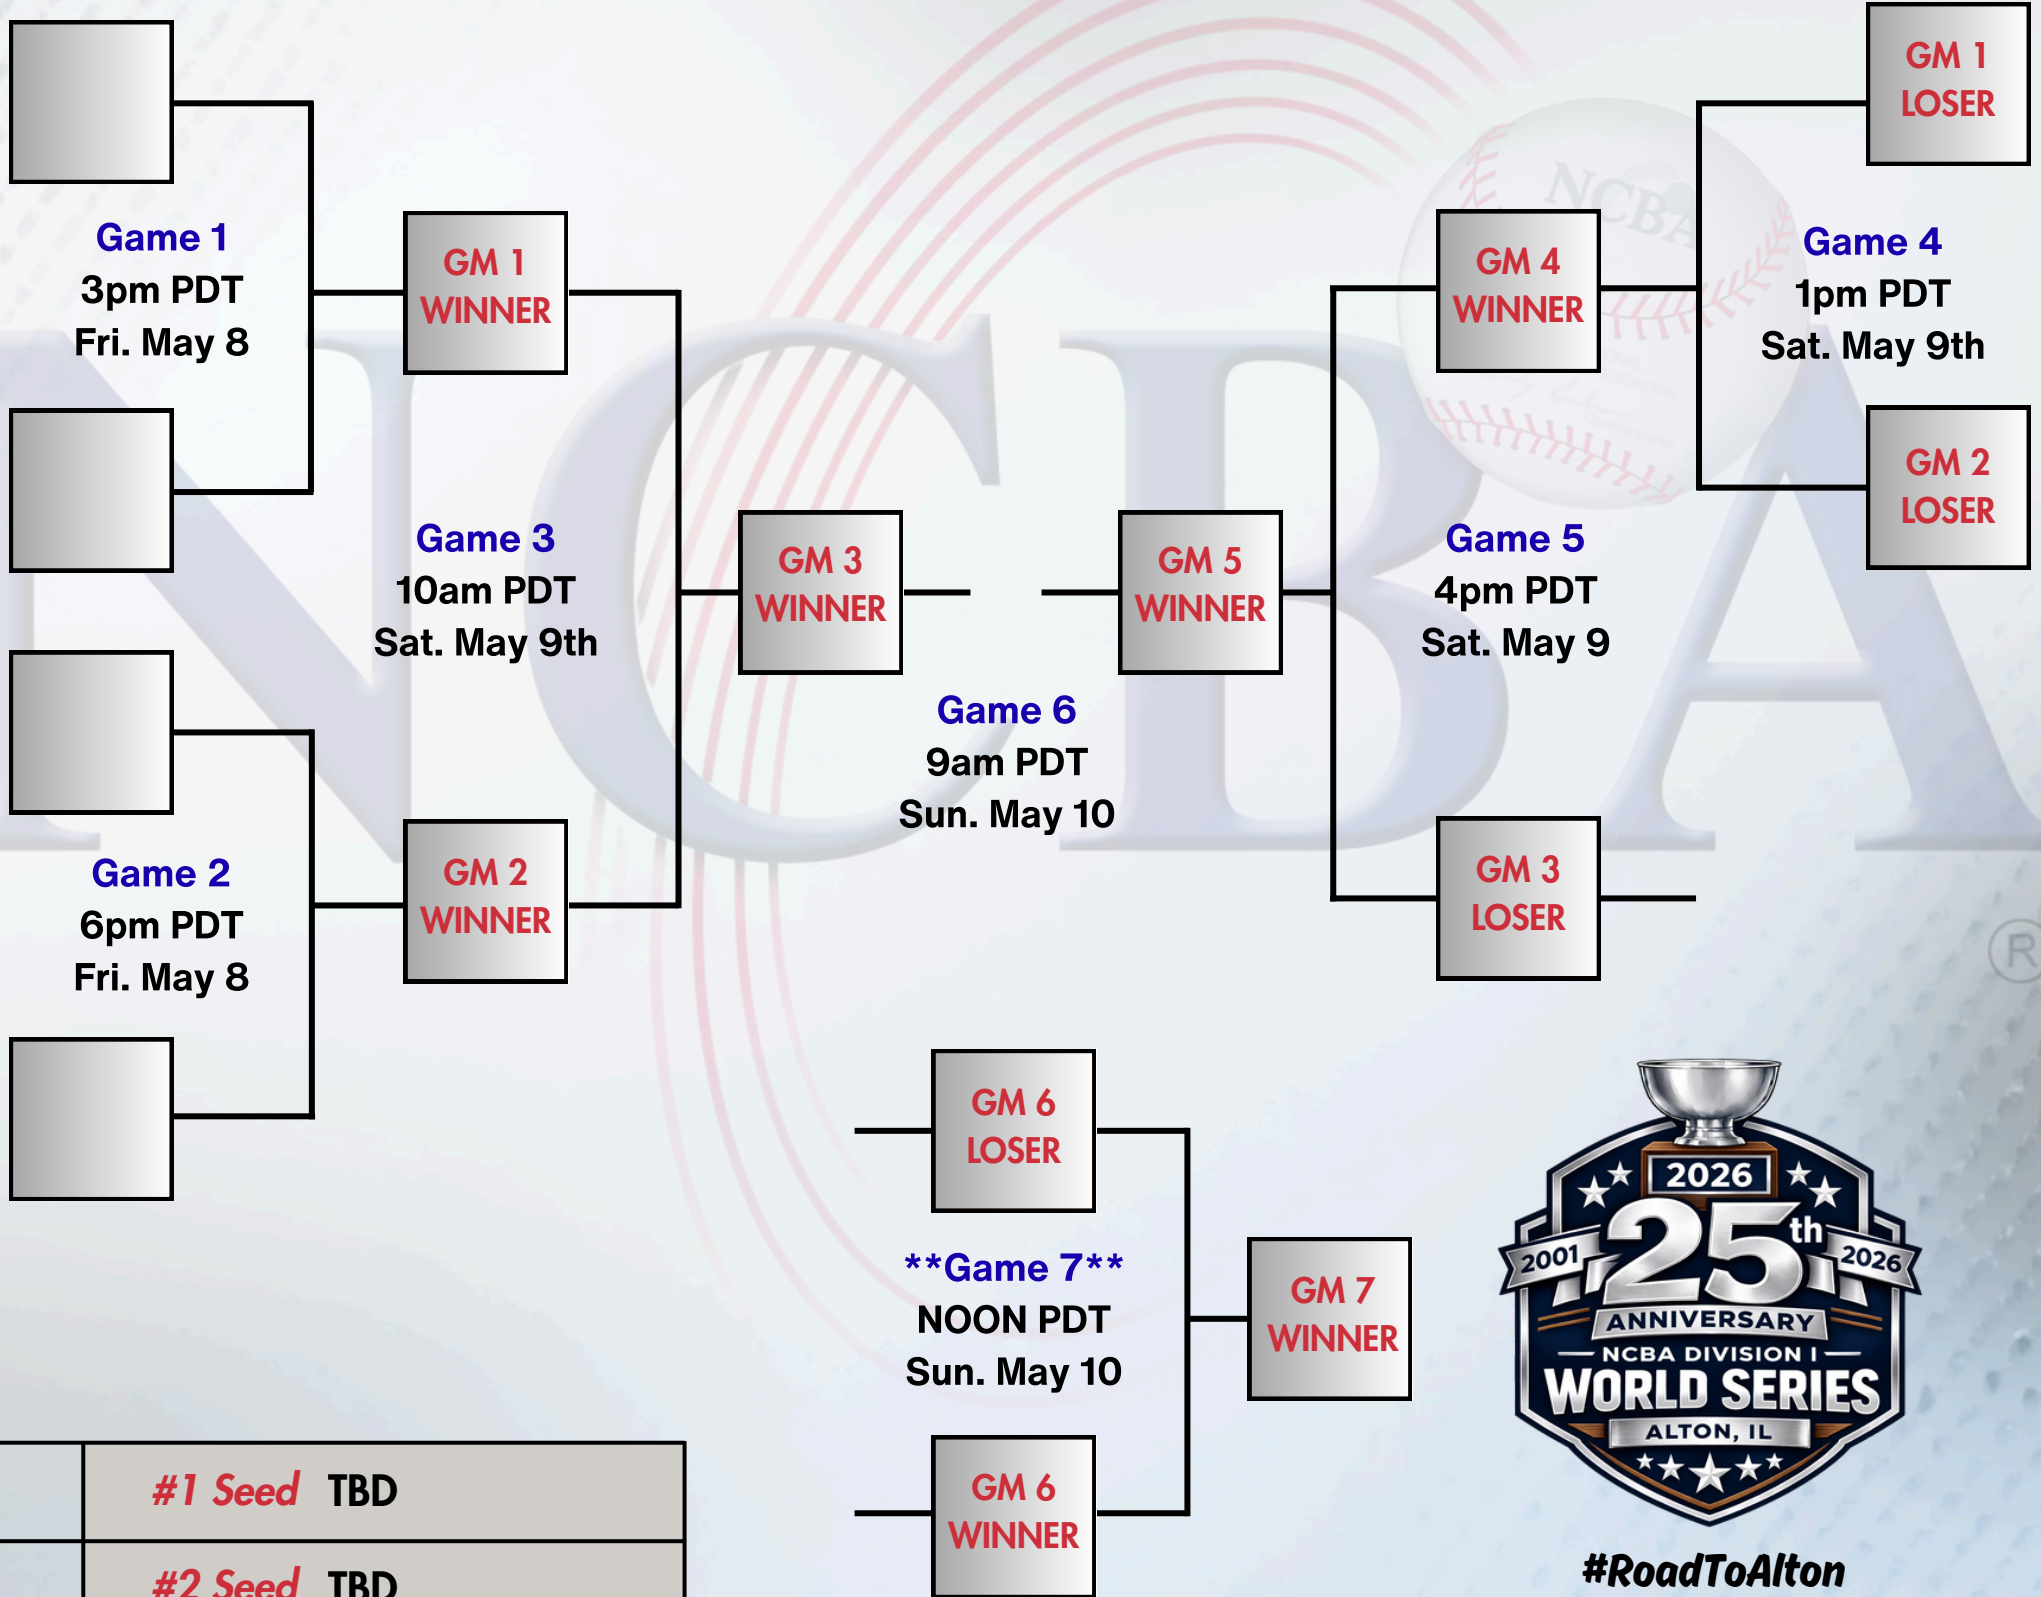 GM 1
LOSER
Game 1
3pm PDT
Fri. May 8
GM 1
WINNER
GM 4
WINNER
Game 4
1pm PDT
Sat. May 9th
GM 2
LOSER
Game 3
10am PDT
Sat. May 9th
GM 3
WINNER
GM 5
WINNER
Game 5
4pm PDT
Sat. May 9
Game 6
9am PDT
Sun. May 10
Game 2
6pm PDT
Fri. May 8
GM 2
WINNER
GM 3
LOSER
GM 6
LOSER
**Game 7**
NOON PDT
Sun. May 10
GM 7
WINNER
GM 6
WINNER
#1 Seed TBD
#2 Seed TBD
2026
25th
2001
2026
ANNIVERSARY
NCBA DIVISION I
WORLD SERIES
ALTON, IL
#RoadToAlton
NCBA
NCBA
®